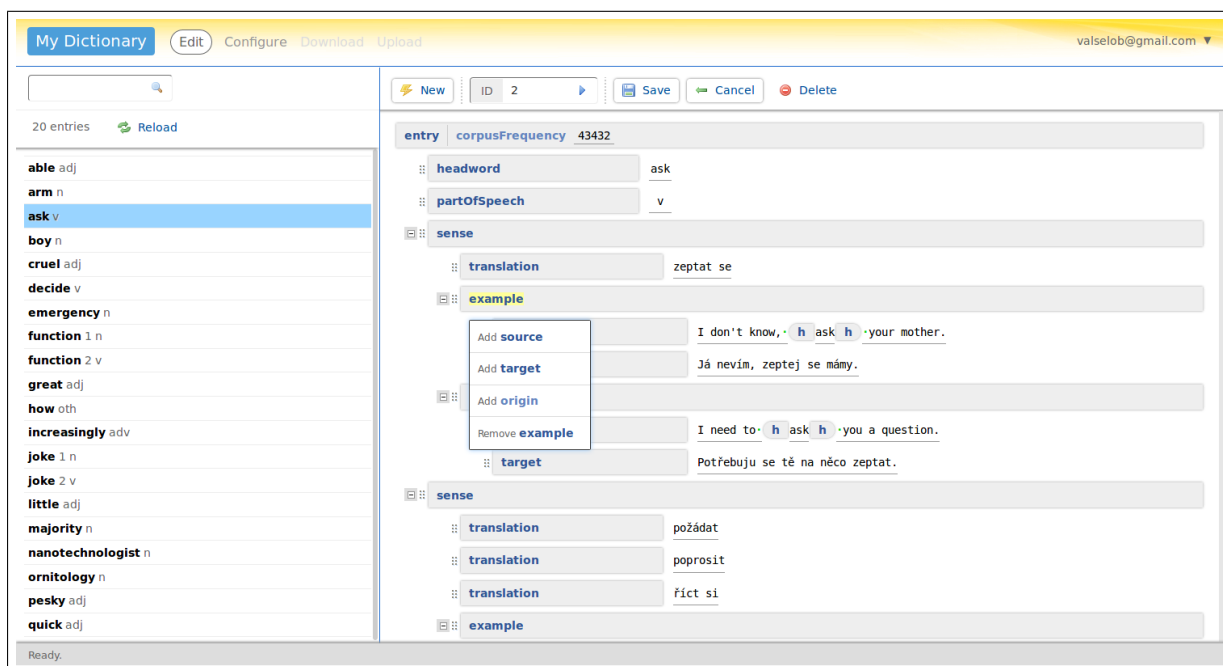 My Dictionary Edit Configure Download Upload valselob@gmail.com ▼
20 entries Reload
able adj
arm n
ask v
boy n
cruel adj
decide v
emergency n
function 1 n
function 2 v
great adj
how oth
increasingly adv
joke 1 n
joke 2 v
little adj
majority n
nanotechnologist n
ornitology n
pesky adj
quick adj
New ID 2 Save Cancel Delete
entry corpusFrequency 43432
headword ask
partOfSpeech v
sense
translation zeptat se
example
I don't know,· h ask h ·your mother.
Já nevím, zeptej se mámy.
Add source
Add target
Add origin
Remove example
I need to· h ask h ·you a question.
target Potřebuju se tě na něco zeptat.
sense
translation požádat
translation poprosit
translation říct si
example
Ready.